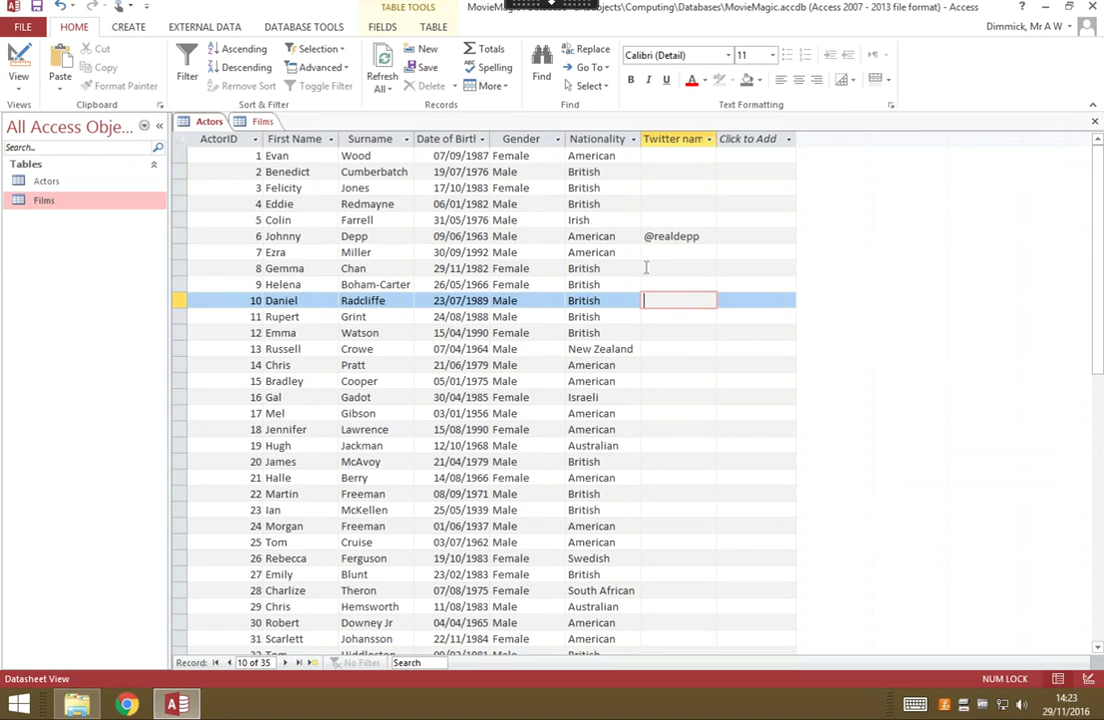 TABLE TOOLS
Access
Dimmick, Mr A W
FILE HOME CREATE EXTERNAL DATA DATABASE TOOLS FIELDS TABLE
View
Views
Paste
Cut
Copy
Format Painter
Clipboard
Filter
Ascending
Descending
Remove Sort
Selection
Advanced
Toggle Filter
Sort & Filter
Refresh
All
New
Save
Delete
Totals
Spelling
More
Records
Find
Replace
Go To
Select
Find
Calibri (Detail) 11
B I U A
Text Formatting
All Access Obje...
Search...
Tables
Actors
Films
Actors Films
ActorID First Name Surname Date of Birtl Gender Nationality Twitter nam Click to Add
1 Evan Wood 07/09/1987 Female American
2 Benedict Cumberbatch 19/07/1976 Male British
3 Felicity Jones 17/10/1983 Female British
4 Eddie Redmayne 06/01/1982 Male British
5 Colin Farrell 31/05/1976 Male Irish
6 Johnny Depp 09/06/1963 Male American @realdepp
7 Ezra Miller 30/09/1992 Male American
8 Gemma Chan 29/11/1982 Female British
9 Helena Boham-Carter 26/05/1966 Female British
10 Daniel Radcliffe 23/07/1989 Male British
11 Rupert Grint 24/08/1988 Male British
12 Emma Watson 15/04/1990 Female British
13 Russell Crowe 07/04/1964 Male New Zealand
14 Chris Pratt 21/06/1979 Male American
15 Bradley Cooper 05/01/1975 Male American
16 Gal Gadot 30/04/1985 Female Israeli
17 Mel Gibson 03/01/1956 Male American
18 Jennifer Lawrence 15/08/1990 Female American
19 Hugh Jackman 12/10/1968 Male Australian
20 James McAvoy 21/04/1979 Male British
21 Halle Berry 14/08/1966 Female American
22 Martin Freeman 08/09/1971 Male British
23 Ian McKellen 25/05/1939 Male British
24 Morgan Freeman 01/06/1937 Male American
25 Tom Cruise 03/07/1962 Male American
26 Rebecca Ferguson 19/10/1983 Female Swedish
27 Emily Blunt 23/02/1983 Female British
28 Charlize Theron 07/08/1975 Female South African
29 Chris Hemsworth 11/08/1983 Male Australian
30 Robert Downey Jr 04/04/1965 Male American
31 Scarlett Johansson 22/11/1984 Female American
Record: 10 of 35 No Filter Search
Datasheet View NUM LOCK
14:23
29/11/2016